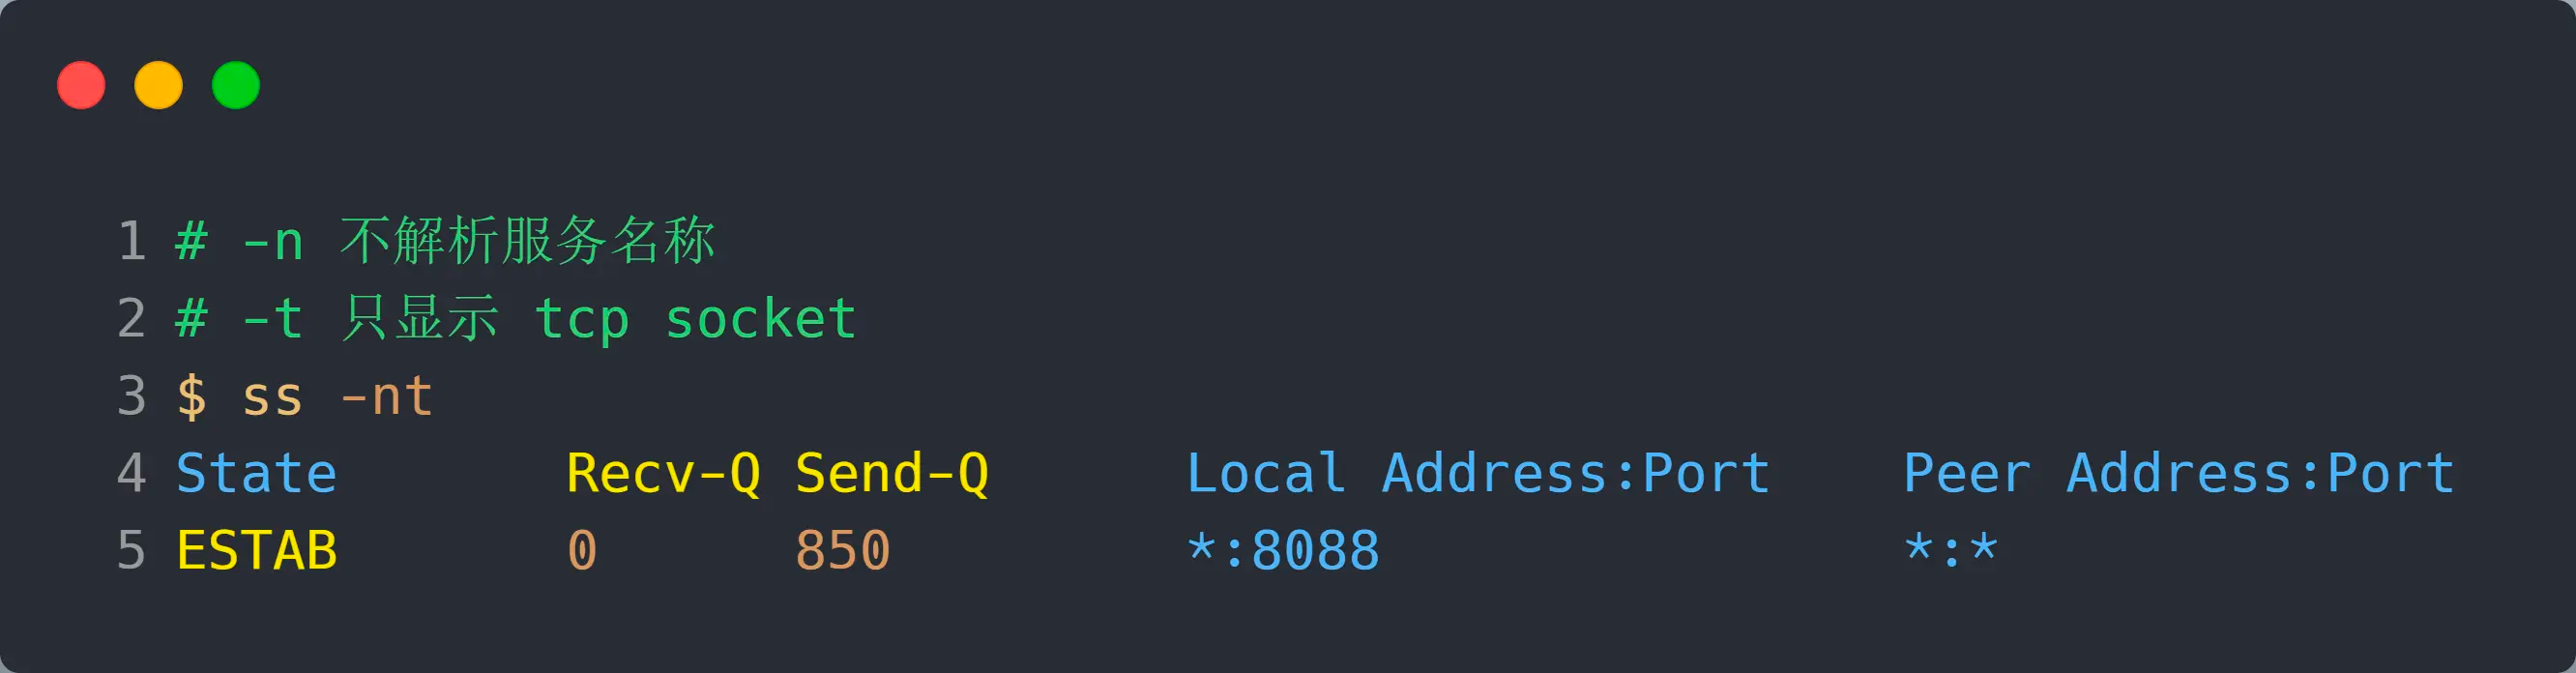 1 # -n 不解析服务名称
2 # -t 只显示 tcp socket
3 $ ss -nt
4 State Recv-Q Send-Q Local Address:Port Peer Address:Port
5 ESTAB 0 850 *:8088 *:*